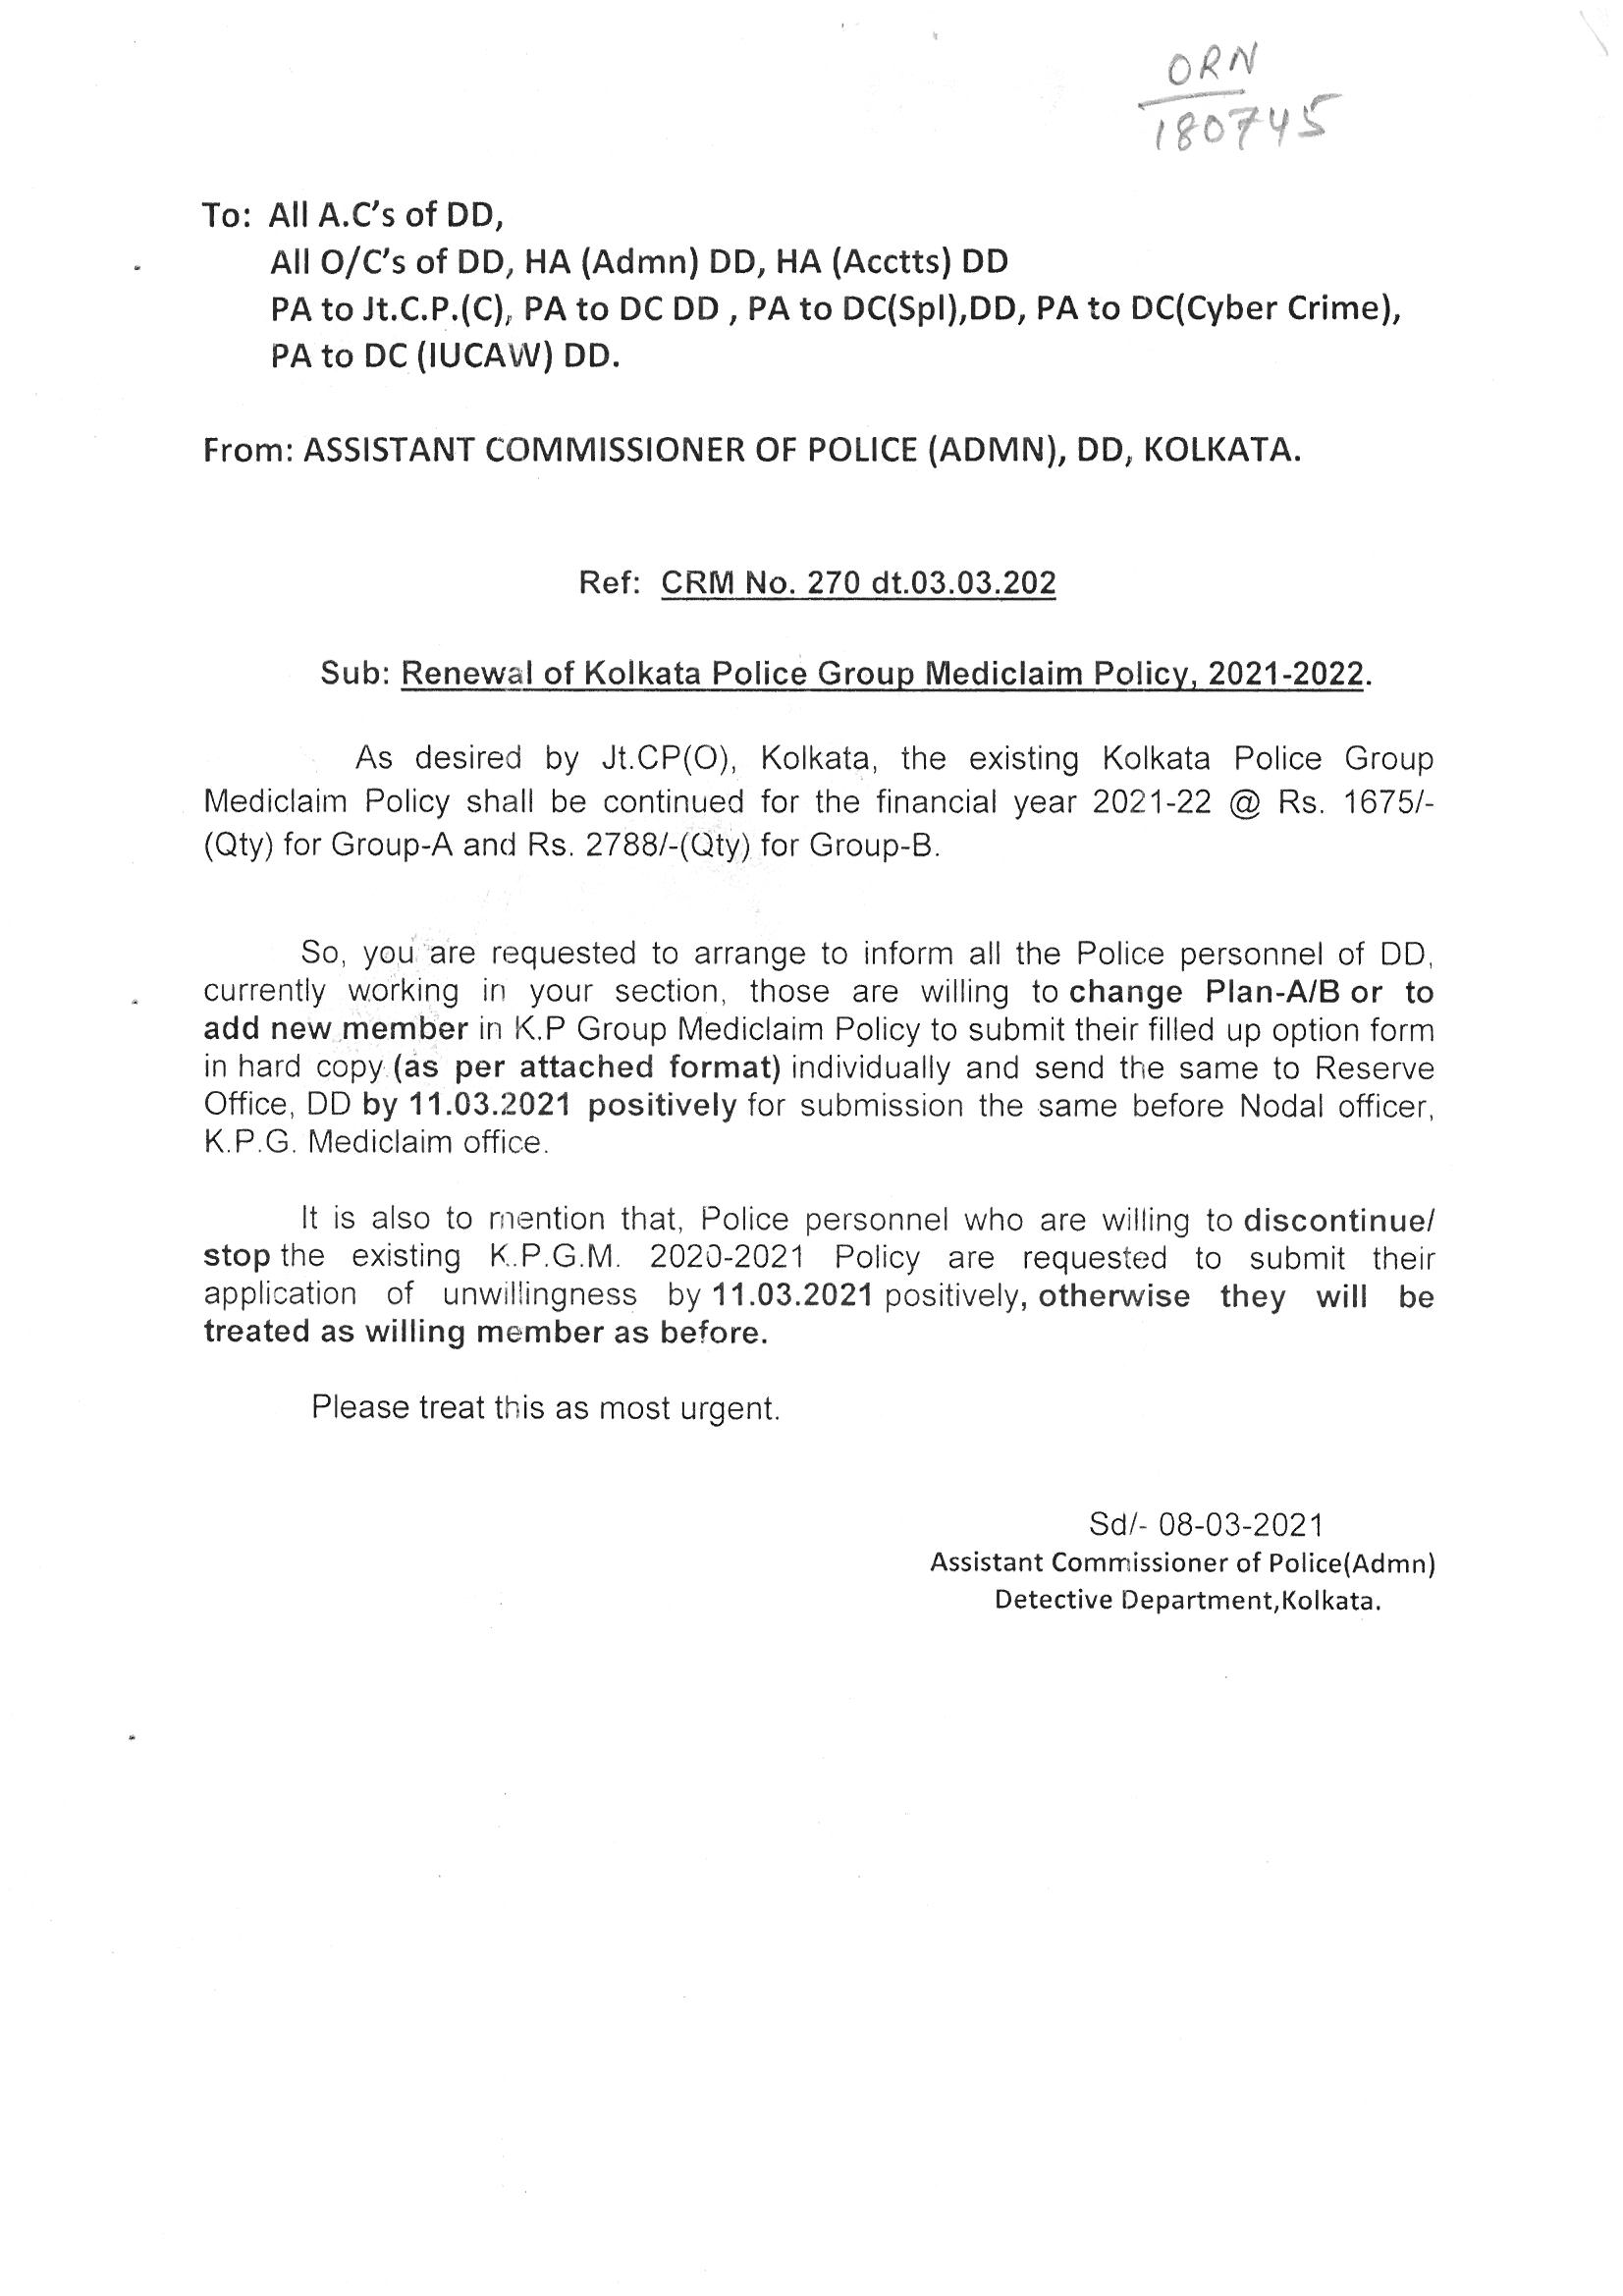 ORN
180745
To: All A.C's of DD,
All O/C's of DD, HA (Admn) DD, HA (Acctts) DD
PA to Jt.C.P.(C), PA to DC DD , PA to DC(Spl),DD, PA to DC(Cyber Crime),
PA to DC (IUCAW) DD.
From: ASSISTANT COMMISSIONER OF POLICE (ADMN), DD, KOLKATA.
Ref: CRM No. 270 dt.03.03.202
Sub: Renewal of Kolkata Police Group Mediclaim Policy, 2021-2022.
As desired by Jt.CP(O), Kolkata, the existing Kolkata Police Group
Mediclaim Policy shall be continued for the financial year 2021-22 @ Rs. 1675/-
(Qty) for Group-A and Rs. 2788/-(Qty) for Group-B.
So, you are requested to arrange to inform all the Police personnel of DD,
currently working in your section, those are willing to change Plan-A/B or to
add new member in K.P Group Mediclaim Policy to submit their filled up option form
in hard copy (as per attached format) individually and send the same to Reserve
Office, DD by 11.03.2021 positively for submission the same before Nodal officer,
K.P.G. Mediclaim office.
It is also to mention that, Police personnel who are willing to discontinue/
stop the existing K.P.G.M. 2020-2021 Policy are requested to submit their
application of unwillingness by 11.03.2021 positively, otherwise they will be
treated as willing member as before.
Please treat this as most urgent.
Sd/- 08-03-2021
Assistant Commissioner of Police(Admn)
Detective Department,Kolkata.